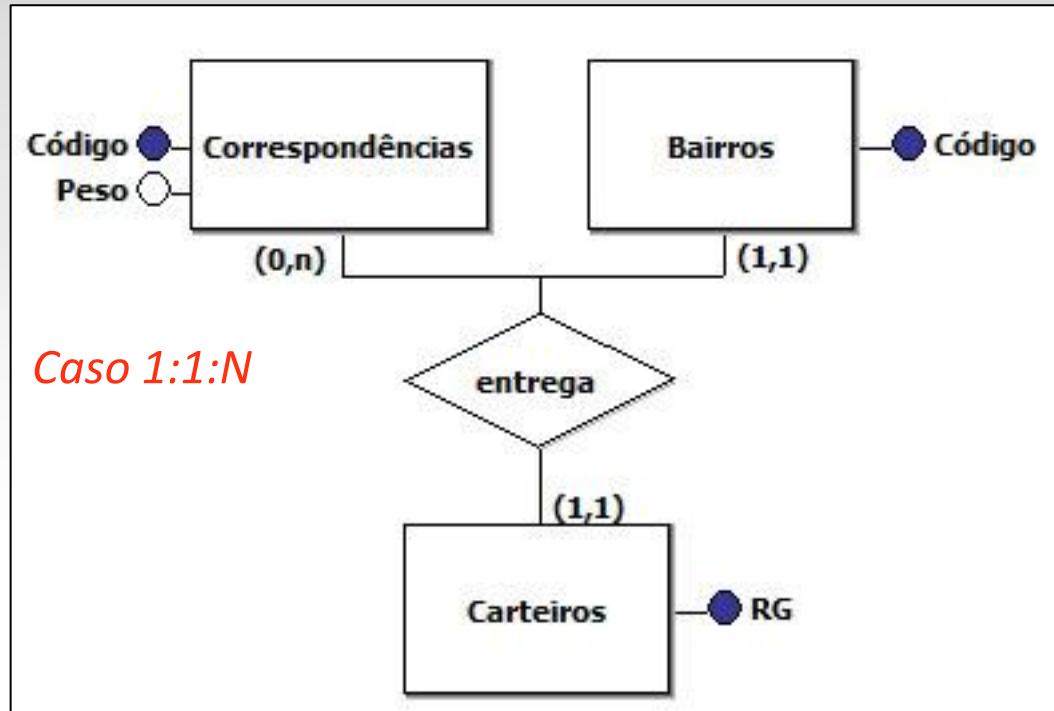 Código
Peso
Correspondências
Bairros
Código
(0,n)
(1,1)
Caso 1:1:N
entrega
(1,1)
Carteiros
RG